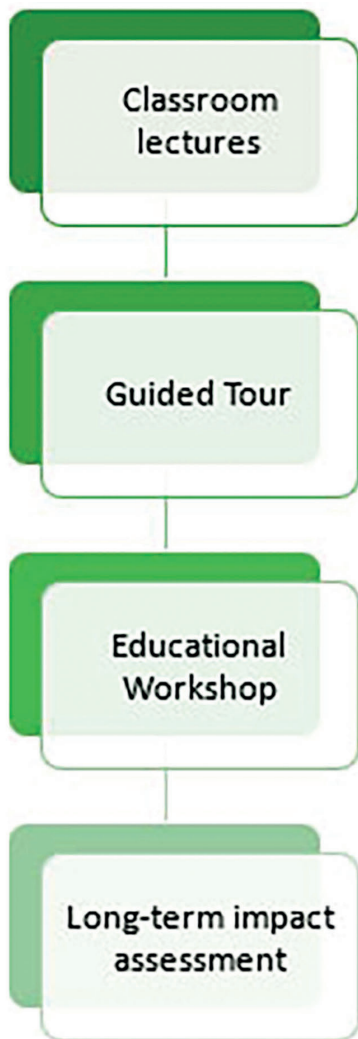 Classroom
lectures
Guided Tour
Educational
Workshop
Long-term impact
assessment